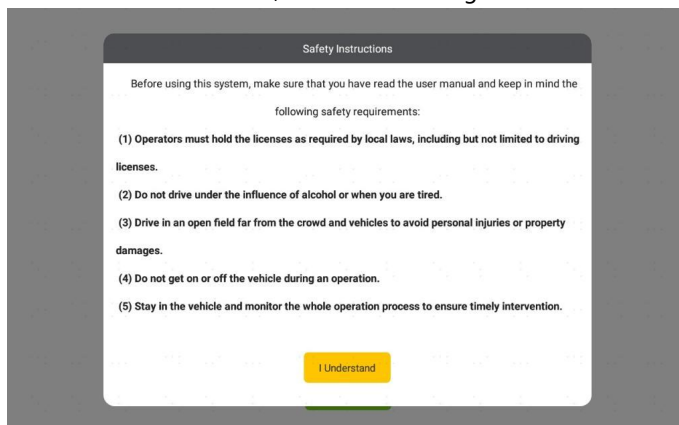 Safety Instructions
Before using this system, make sure that you have read the user manual and keep in mind the
following safety requirements:
(1) Operators must hold the licenses as required by local laws, including but not limited to driving
licenses.
(2) Do not drive under the influence of alcohol or when you are tired.
(3) Drive in an open field far from the crowd and vehicles to avoid personal injuries or property
damages.
(4) Do not get on or off the vehicle during an operation.
(5) Stay in the vehicle and monitor the whole operation process to ensure timely intervention.
I Understand